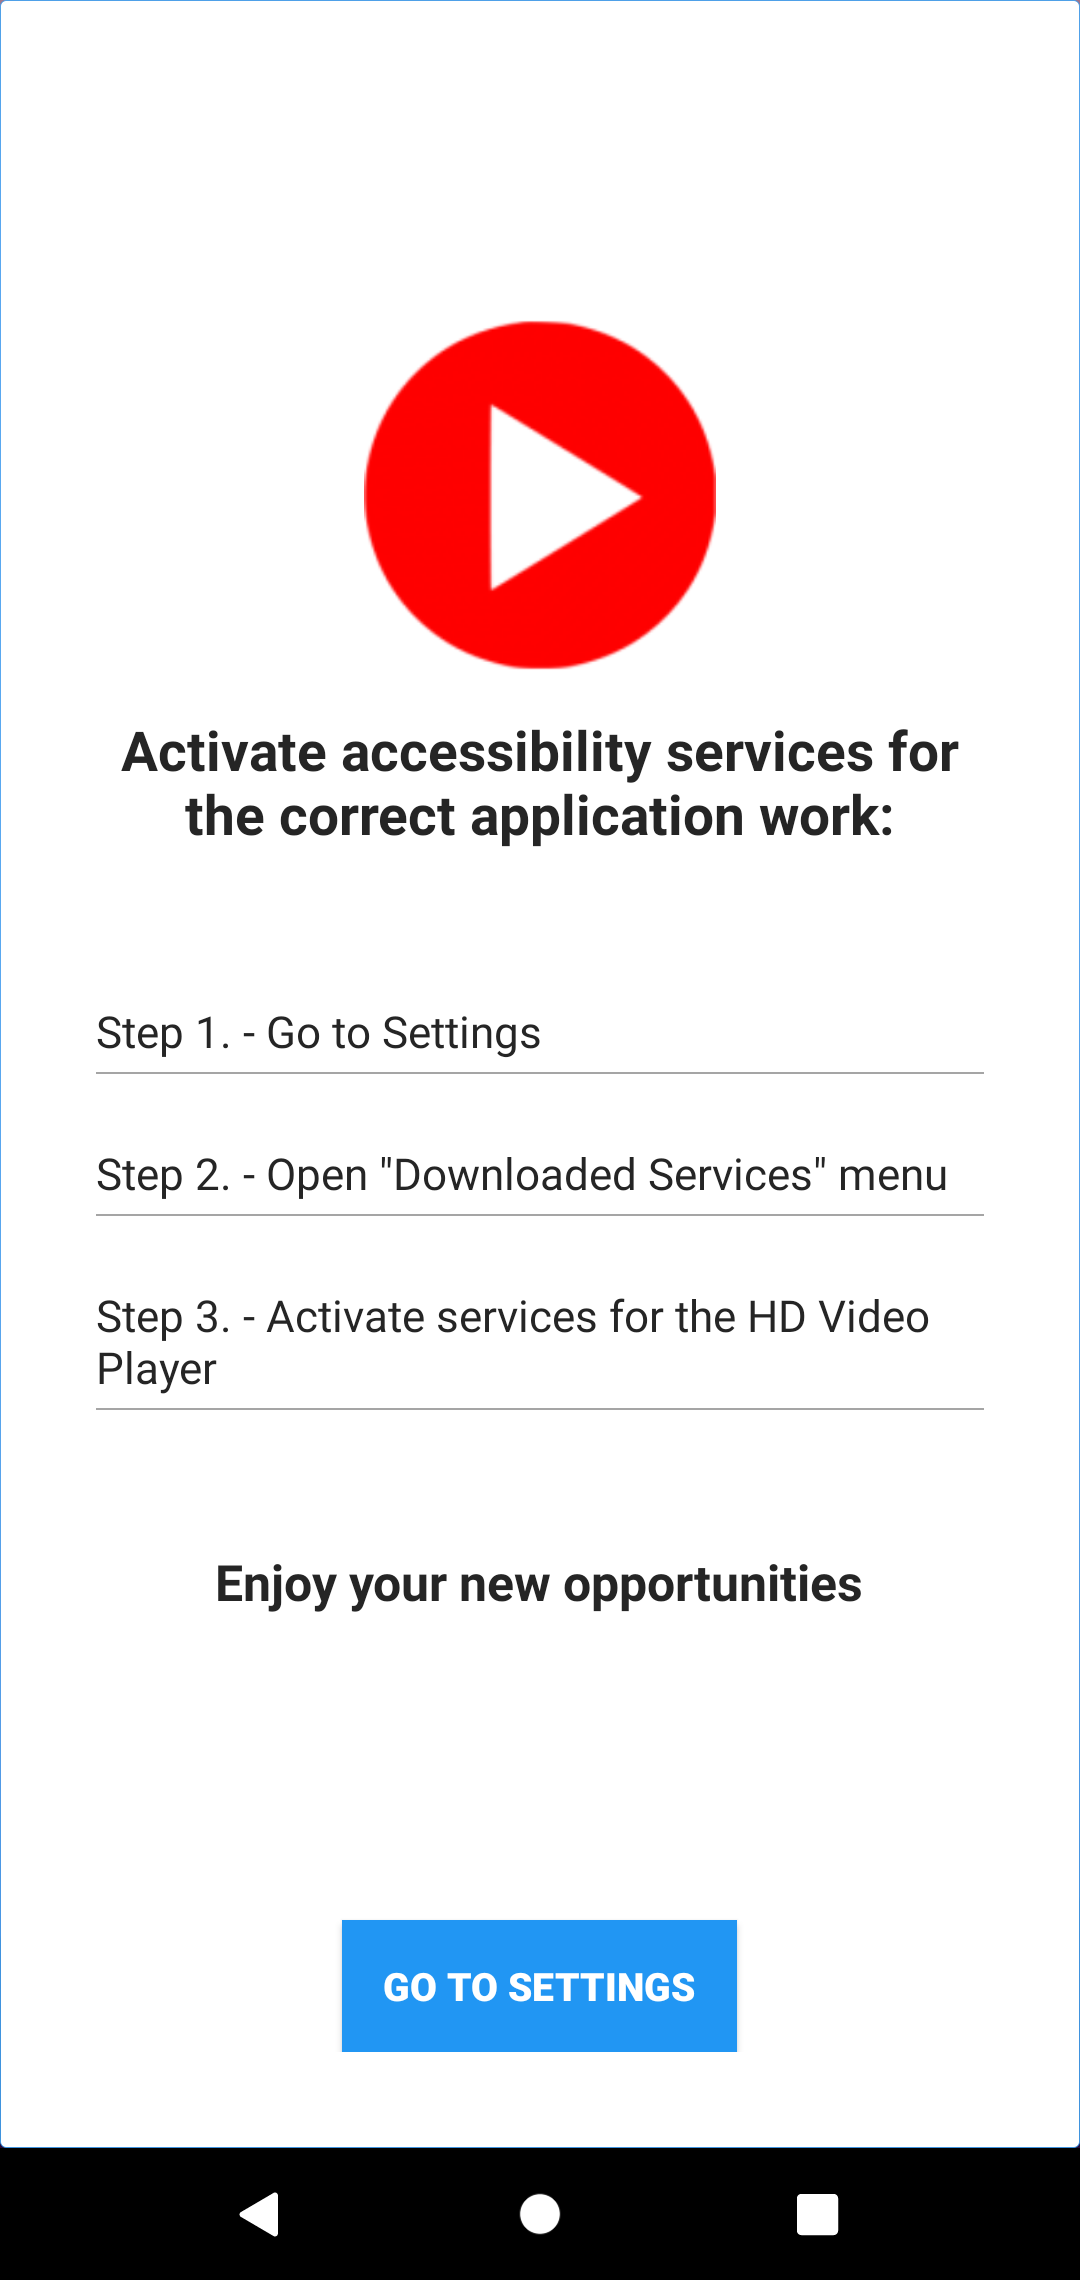 Activate accessibility services for
the correct application work:
Step 1. - Go to Settings
Step 2. - Open "Downloaded Services" menu
Step 3. - Activate services for the HD Video
Player
Enjoy your new opportunities
GO TO SETTINGS